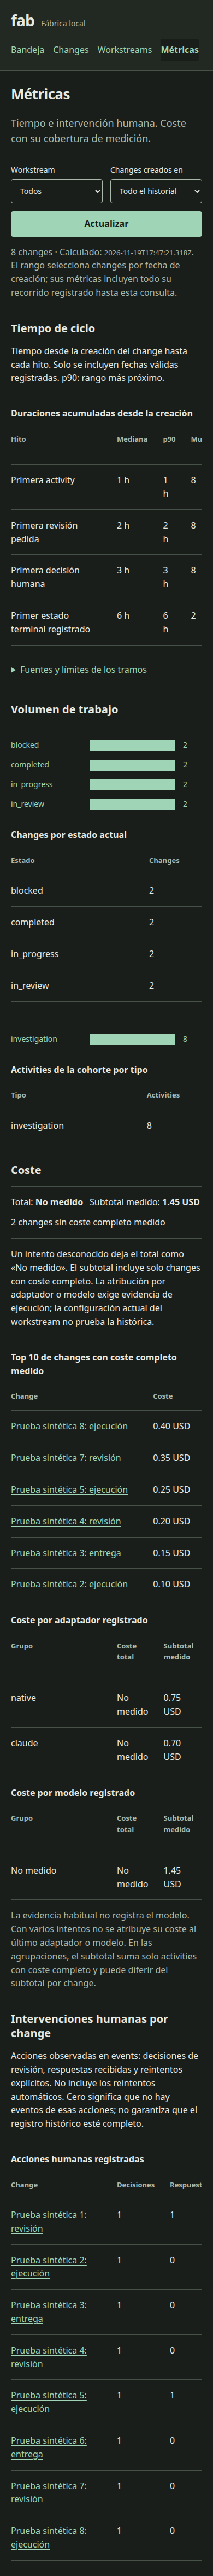 fab Fábrica local
Bandeja Changes Workstreams Métricas
Métricas
Tiempo e intervención humana. Coste
con su cobertura de medición.
Workstream Changes creados en
Todos Todo el historial
Actualizar
8 changes · Calculado: 2026-11-19T17:47:21.318Z.
El rango selecciona changes por fecha de
creación; sus métricas incluyen todo su
recorrido registrado hasta esta consulta.
Tiempo de ciclo
Tiempo desde la creación del change hasta
cada hito. Solo se incluyen fechas válidas
registradas. p90: rango más próximo.
Duraciones acumuladas desde la creación
Hito Mediana p90 Mu
Primera activity 1 h 1 8
h
Primera revisión 2 h 2 8
pedida h
Primera decisión 3 h 3 8
humana h
Primer estado 6 h 6 2
terminal registrado h
▶ Fuentes y límites de los tramos
Volumen de trabajo
blocked 2
completed 2
in_progress 2
in_review 2
Changes por estado actual
Estado Changes
blocked 2
completed 2
in_progress 2
in_review 2
investigation 8
Activities de la cohorte por tipo
Tipo Activities
investigation 8
Coste
Total: No medido Subtotal medido: 1.45 USD
2 changes sin coste completo medido
Un intento desconocido deja el total como
«No medido». El subtotal incluye solo changes
con coste completo. La atribución por
adaptador o modelo exige evidencia de
ejecución; la configuración actual del
workstream no prueba la histórica.
Top 10 de changes con coste completo
medido
Change Coste
Prueba sintética 8: ejecución 0.40 USD
Prueba sintética 7: revisión 0.35 USD
Prueba sintética 5: ejecución 0.25 USD
Prueba sintética 4: revisión 0.20 USD
Prueba sintética 3: entrega 0.15 USD
Prueba sintética 2: ejecución 0.10 USD
Coste por adaptador registrado
Grupo Coste Subtotal
total medido
native No 0.75
medido USD
claude No 0.70
medido USD
Coste por modelo registrado
Grupo Coste Subtotal
total medido
No medido No 1.45
medido USD
La evidencia habitual no registra el modelo.
Con varios intentos no se atribuye su coste al
último adaptador o modelo. En las
agrupaciones, el subtotal suma solo activities
con coste completo y puede diferir del
subtotal por change.
Intervenciones humanas por
change
Acciones observadas en events: decisiones de
revisión, respuestas recibidas y reintentos
explícitos. No incluye los reintentos
automáticos. Cero significa que no hay
eventos de esas acciones; no garantiza que el
registro histórico esté completo.
Acciones humanas registradas
Change Decisiones Respuest
Prueba sintética 1: 1 1
revisión
Prueba sintética 2: 1 0
ejecución
Prueba sintética 3: 1 0
entrega
Prueba sintética 4: 1 0
revisión
Prueba sintética 5: 1 1
ejecución
Prueba sintética 6: 1 0
entrega
Prueba sintética 7: 1 0
revisión
Prueba sintética 8: 1 0
ejecución